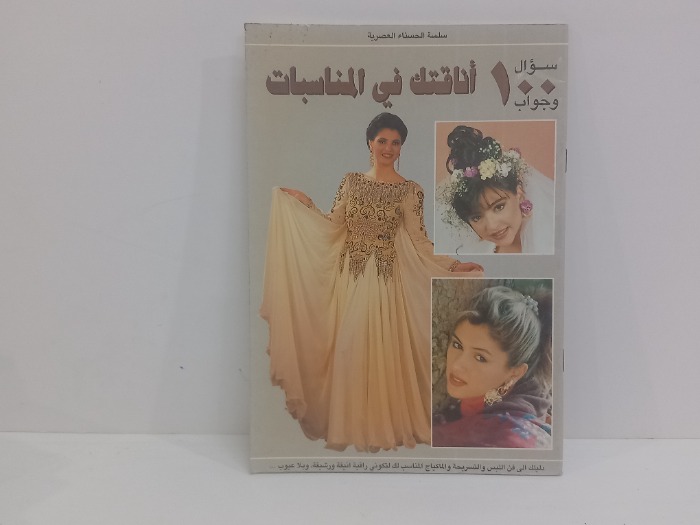 سلسلة الحسناء العصرية
١٠٠ سؤال وجواب
أناقتك في المناسبات
دليلك الى فن اللبس والتسريحة والماكياج المناسب لك لتكوني راقية انيقة ورشيقة، وبلا عيوب ...